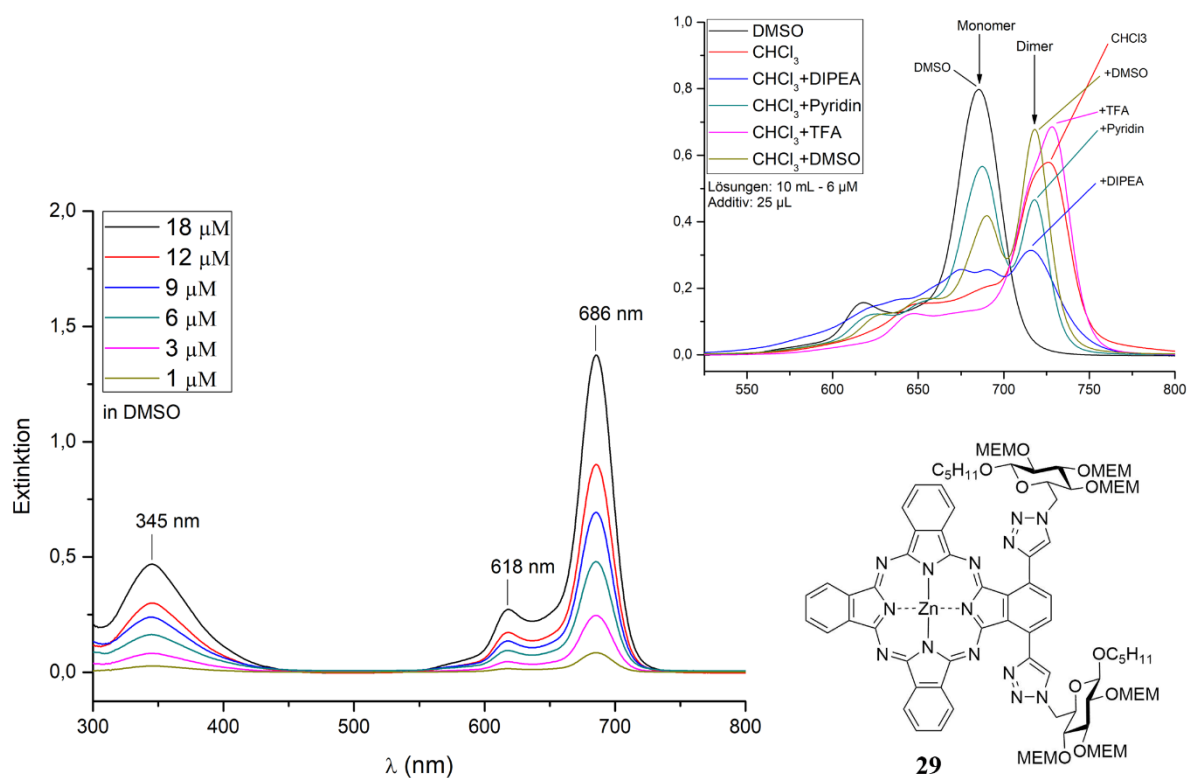 2,0
1,5
1,0
0,5
0,0
Extinktion
18 μM
12 μM
9 μM
6 μM
3 μM
1 μM
in DMSO
345 nm
618 nm
686 nm
300
400
500
600
700
800
λ (nm)
1,0
0,8
0,6
0,4
0,2
0,0
DMSO
CHCl₃
CHCl₃+DIPEA
CHCl₃+Pyridin
CHCl₃+TFA
CHCl₃+DMSO
Lösungen: 10 mL - 6 µM
Additiv: 25 µL
Monomer
Dimer
DMSO
CHCl3
+DMSO
+TFA
+Pyridin
+DIPEA
550
600
650
700
750
800
MEMO
C₅H₁₁O
O
OMEM
OMEM
N
N
N
N
N
N
N
N
Zn
N
N
N
N
N
N
N
C₅H₁₁
O
O
OMEM
MEMO
OMEM
29